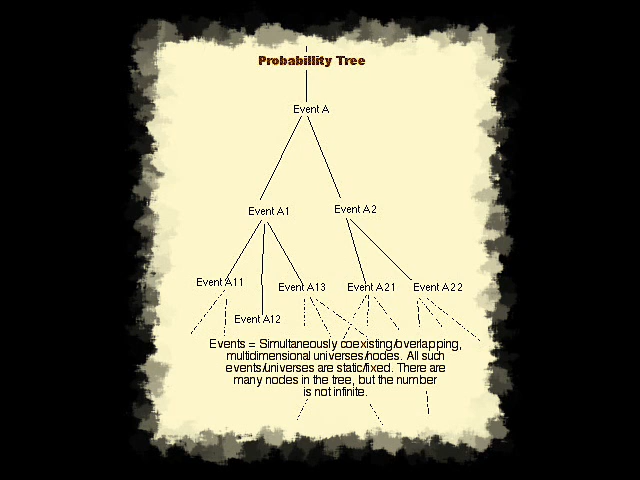 Probabillity Tree
Event A
Event A1
Event A2
Event A11
Event A13
Event A21
Event A22
Event A12
Events = Simultaneously coexisting/overlapping,
multidimensional universes/nodes. All such
events/universes are static/fixed. There are
many nodes in the tree, but the number
is not infinite.